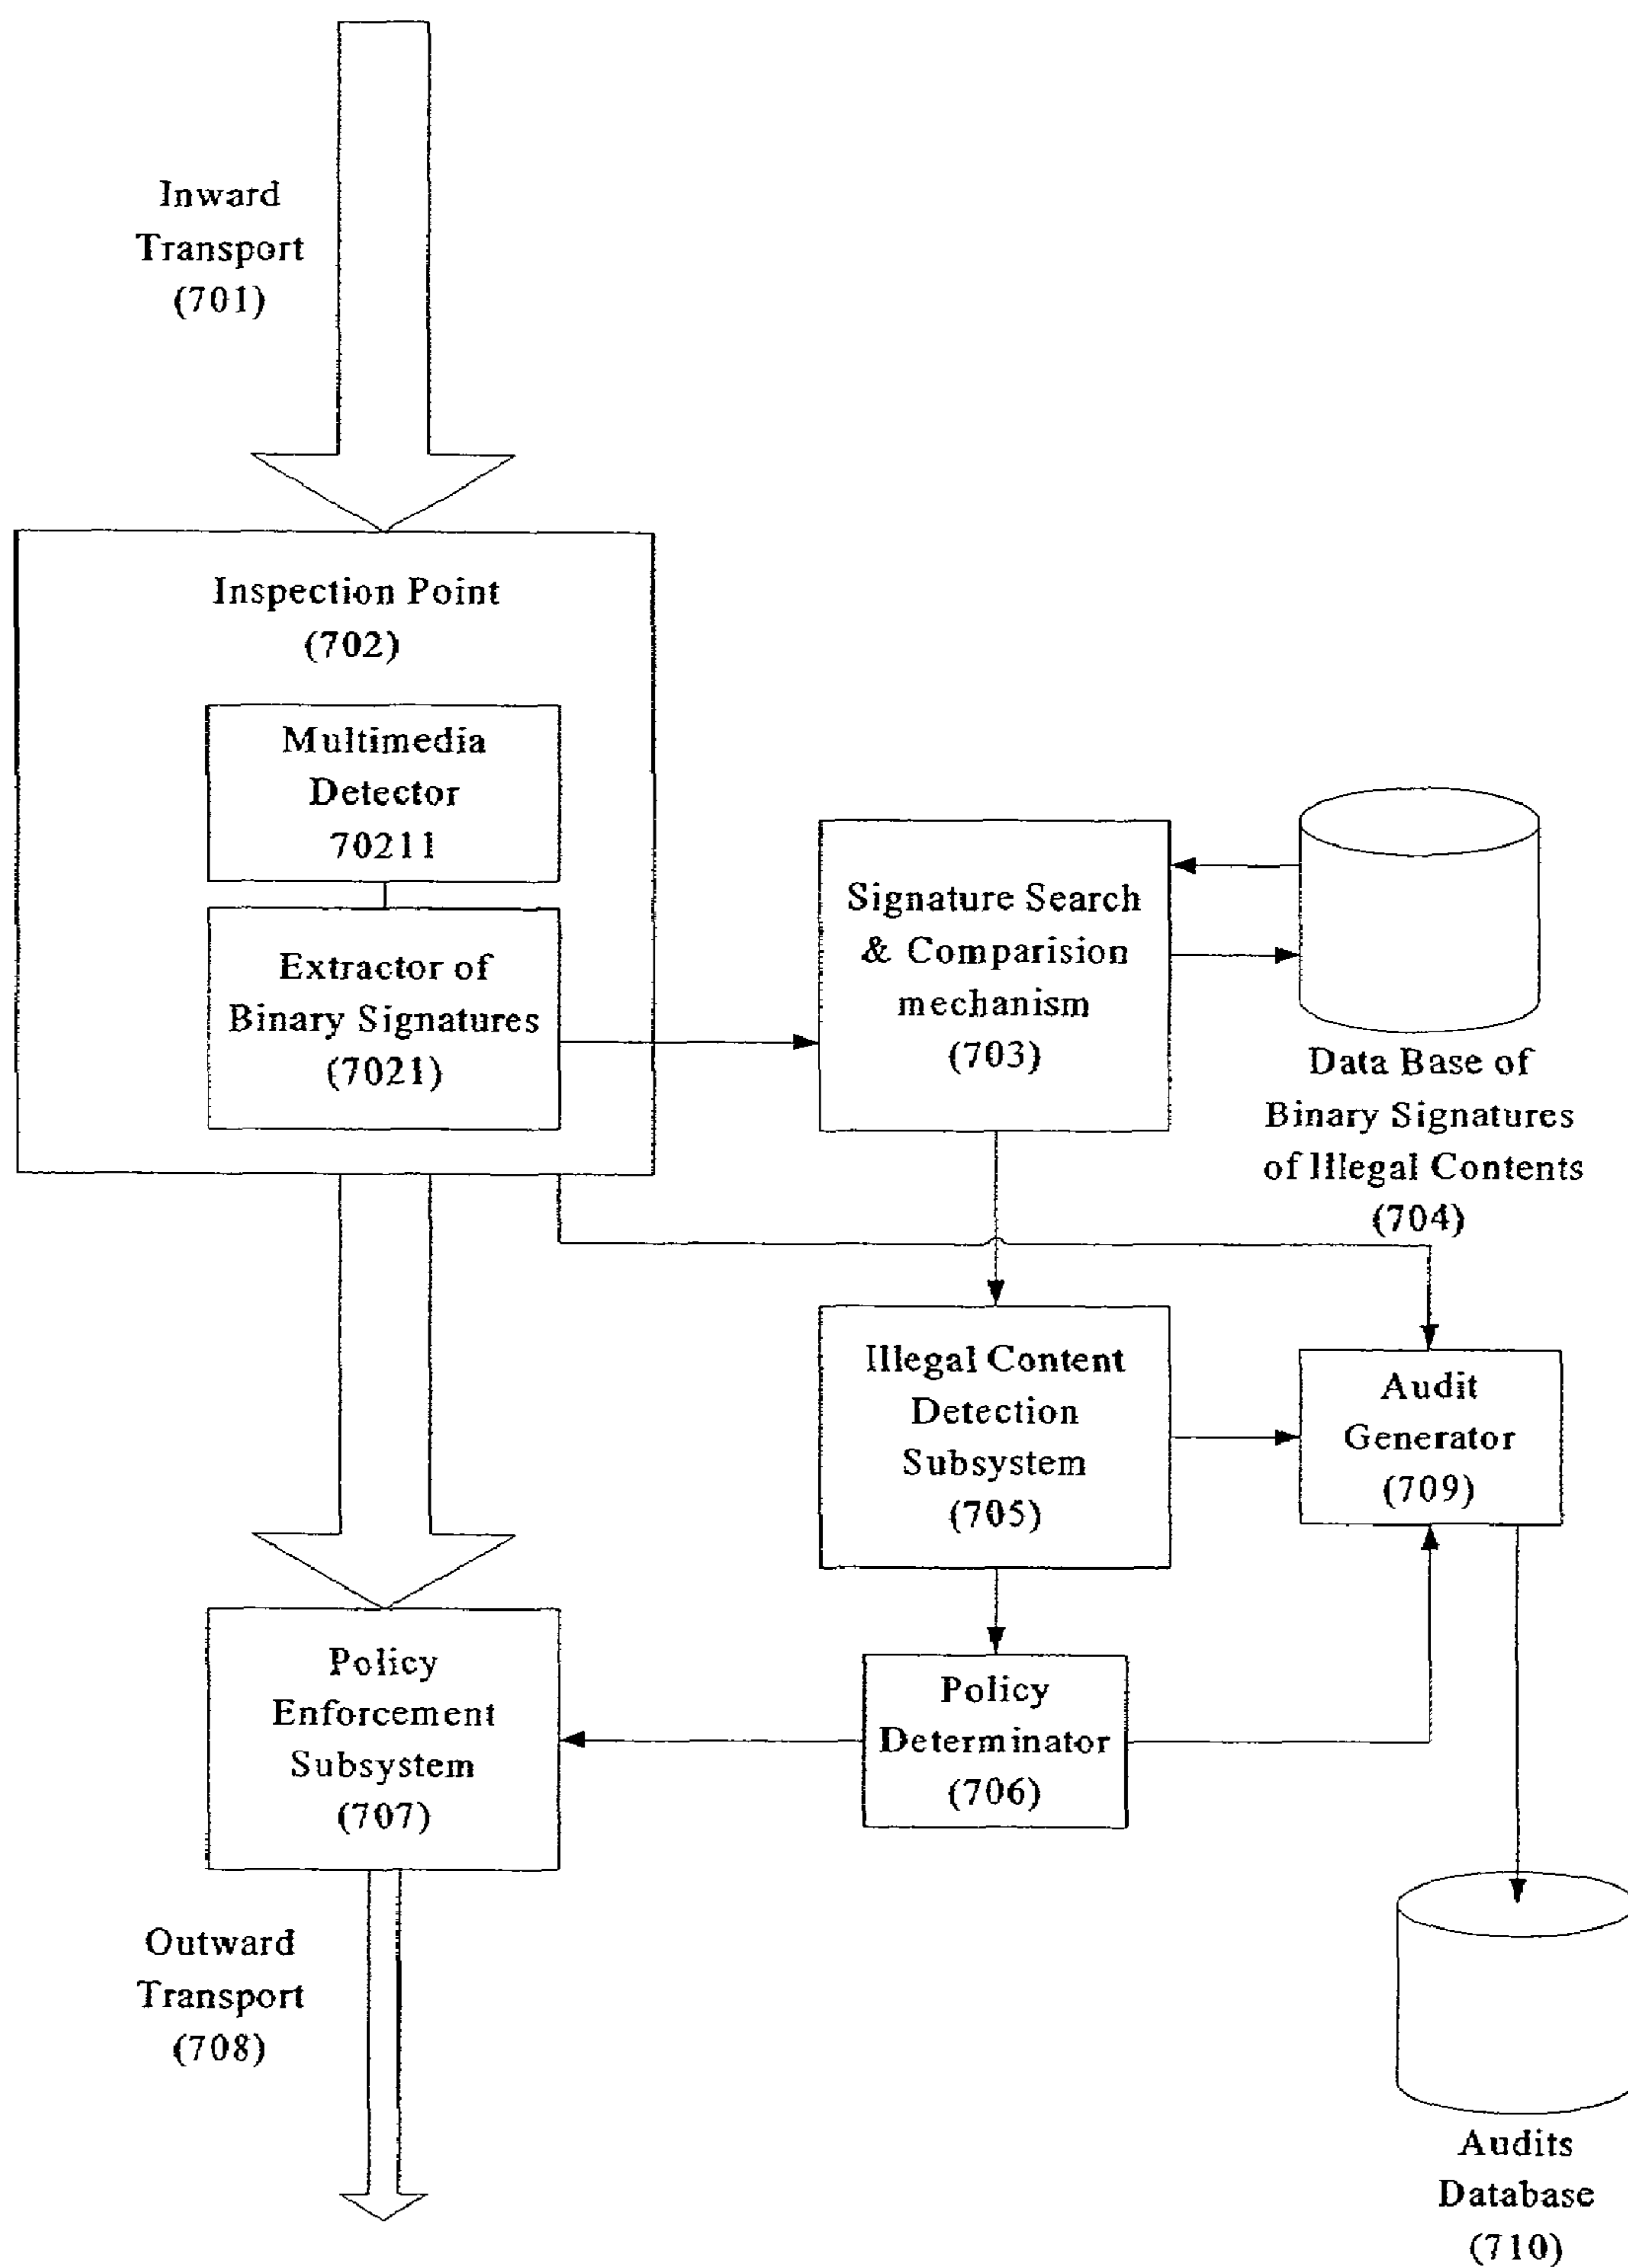 Inward
Transport
(701)
Inspection Point
(702)
Multimedia
Detector
70211
Extractor of
Binary Signatures
(7021)
Signature Search
& Comparision
mechanism
(703)
Data Base of
Binary Signatures
of Illegal Contents
(704)
Illegal Content
Detection
Subsystem
(705)
Audit
Generator
(709)
Policy
Enforcement
Subsystem
(707)
Policy
Determinator
(706)
Outward
Transport
(708)
Audits
Database
(710)